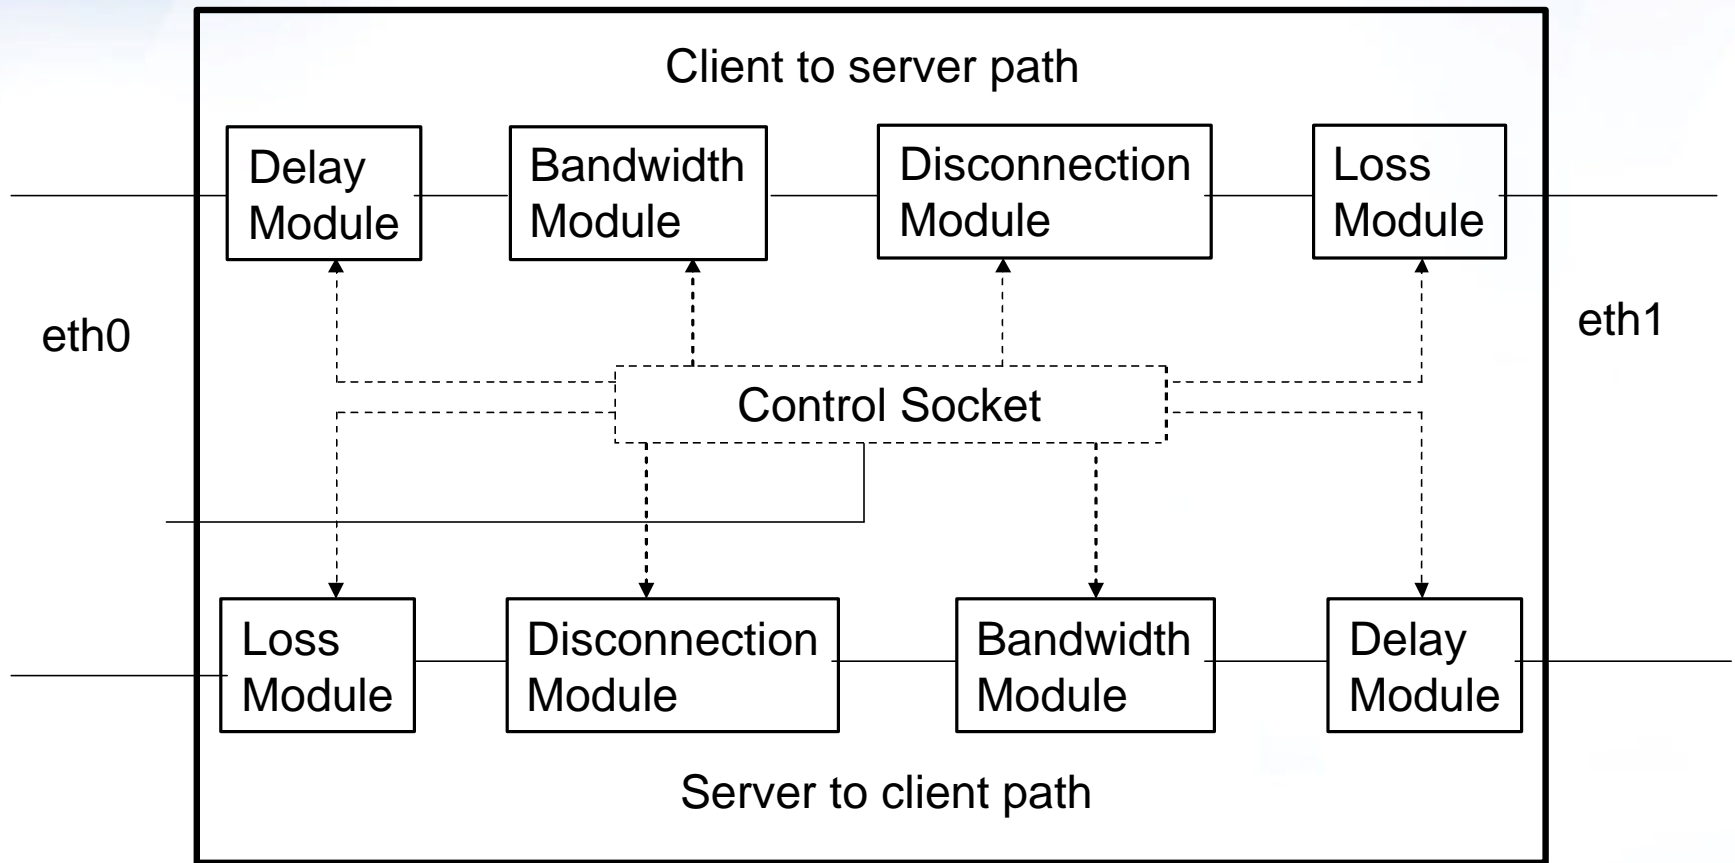 Client to server path
Delay
Module
Bandwidth
Module
Disconnection
Module
Loss
Module
eth0
eth1
Control Socket
Loss
Module
Disconnection
Module
Bandwidth
Module
Delay
Module
Server to client path